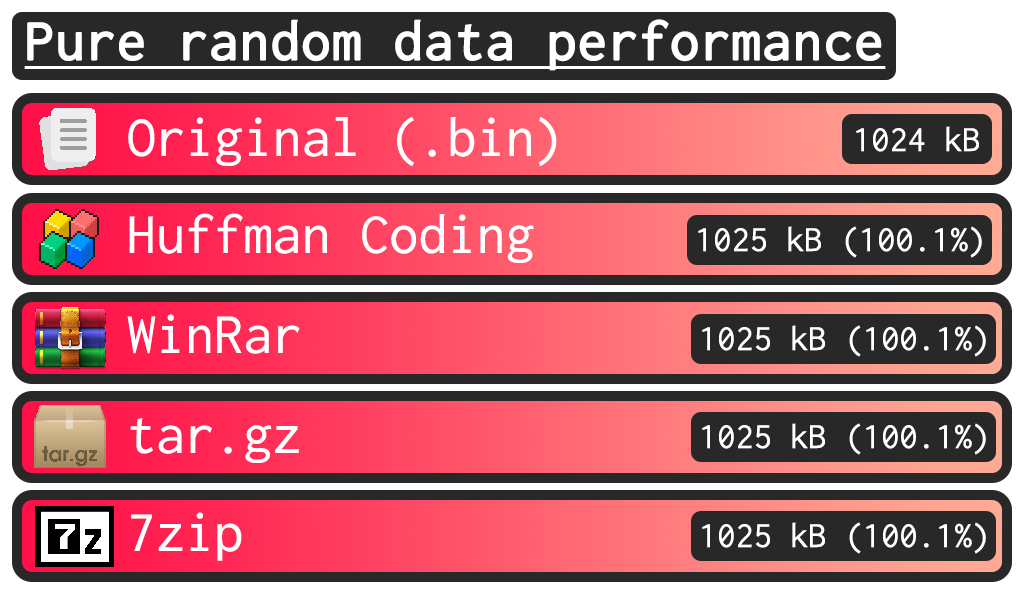 Pure random data performance
Original (.bin) 1024 kB
Huffman Coding 1025 kB (100.1%)
WinRar 1025 kB (100.1%)
tar.gz tar.gz 1025 kB (100.1%)
7z 7zip 1025 kB (100.1%)